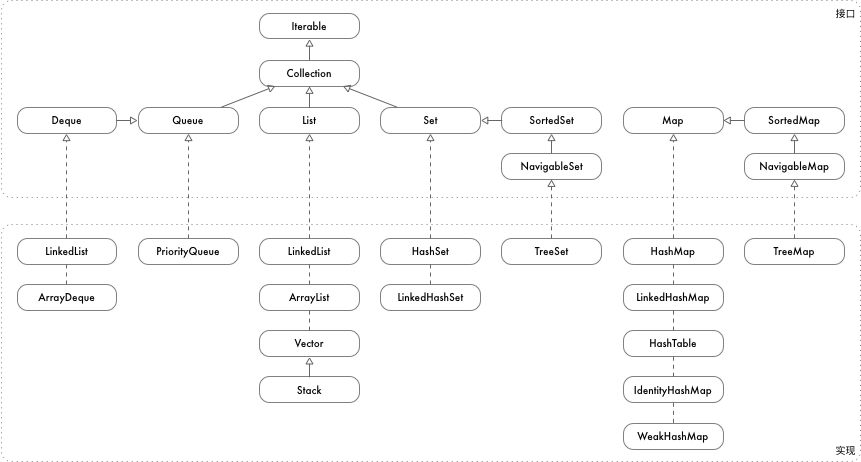 接口
Iterable
Collection
Deque
Queue
List
Set
SortedSet
Map
SortedMap
NavigableSet
NavigableMap
LinkedList
PriorityQueue
LinkedList
HashSet
TreeSet
HashMap
TreeMap
ArrayDeque
ArrayList
LinkedHashSet
LinkedHashMap
Vector
HashTable
Stack
IdentityHashMap
WeakHashMap
实现